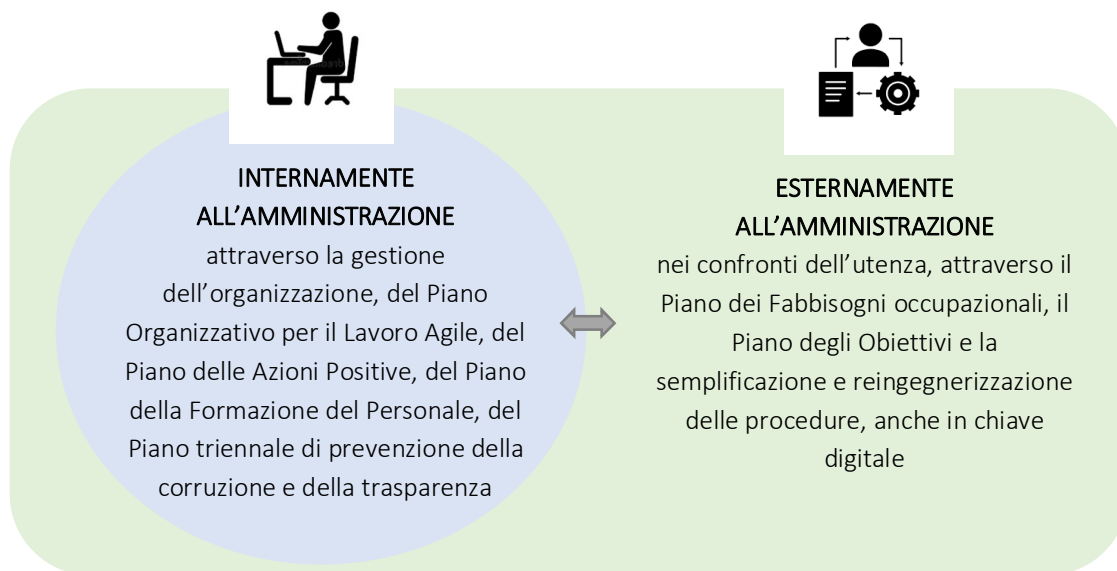 INTERNAMENTE
ALL’AMMINISTRAZIONE
attraverso la gestione
dell’organizzazione, del Piano
Organizzativo per il Lavoro Agile, del
Piano delle Azioni Positive, del Piano
della Formazione del Personale, del
Piano triennale di prevenzione della
corruzione e della trasparenza
ESTERNAMENTE
ALL’AMMINISTRAZIONE
nei confronti dell’utenza, attraverso il
Piano dei Fabbisogni occupazionali, il
Piano degli Obiettivi e la
semplificazione e reingegnerizzazione
delle procedure, anche in chiave
digitale